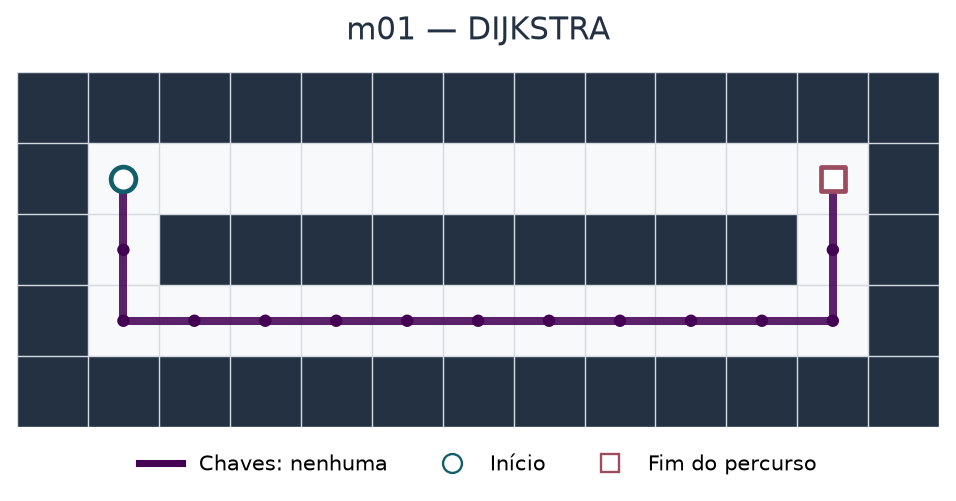 m01 — DIJKSTRA
Chaves: nenhuma Início Fim do percurso